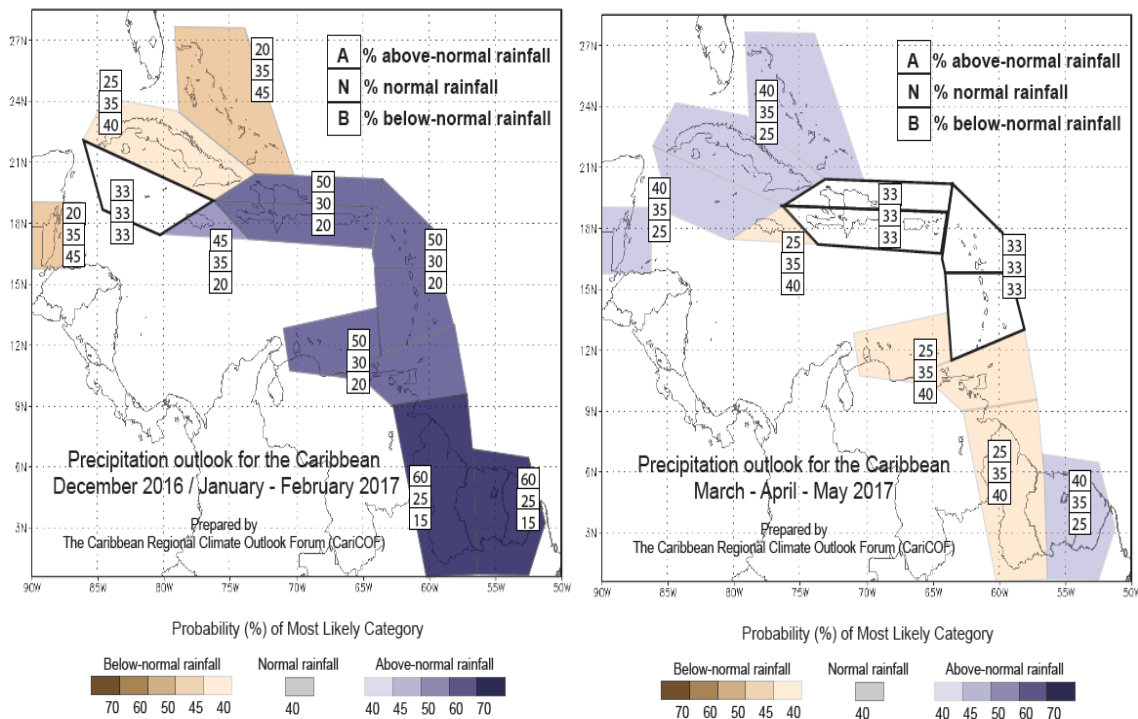 27N
24N
21N
18N
15N
12N
9N
6N
3N
90W
85W
80W
75W
70W
65W
60W
55W
50W
A % above-normal rainfall
N % normal rainfall
B % below-normal rainfall
20
35
45
25
35
40
33
33
33
20
35
45
50
30
20
45
35
20
50
30
20
50
30
20
60
25
15
60
25
15
Precipitation outlook for the Caribbean
December 2016 / January - February 2017
Prepared by
The Caribbean Regional Climate Outlook Forum (CariCOF)
Probability (%) of Most Likely Category
Below-normal rainfall
Normal rainfall
Above-normal rainfall
70 60 50 45 40
40
40 45 50 60 70
27N
24N
21N
18N
15N
12N
9N
6N
3N
90W
85W
80W
75W
70W
65W
60W
55W
50W
A % above-normal rainfall
N % normal rainfall
B % below-normal rainfall
40
35
25
40
35
25
33
33
33
25
35
40
33
33
33
25
35
40
25
35
40
40
35
25
Precipitation outlook for the Caribbean
March - April - May 2017
Prepared by
The Caribbean Regional Climate Outlook Forum (CariCOF)
Probability (%) of Most Likely Category
Below-normal rainfall
Normal rainfall
Above-normal rainfall
70 60 50 45 40
40
40 45 50 60 70